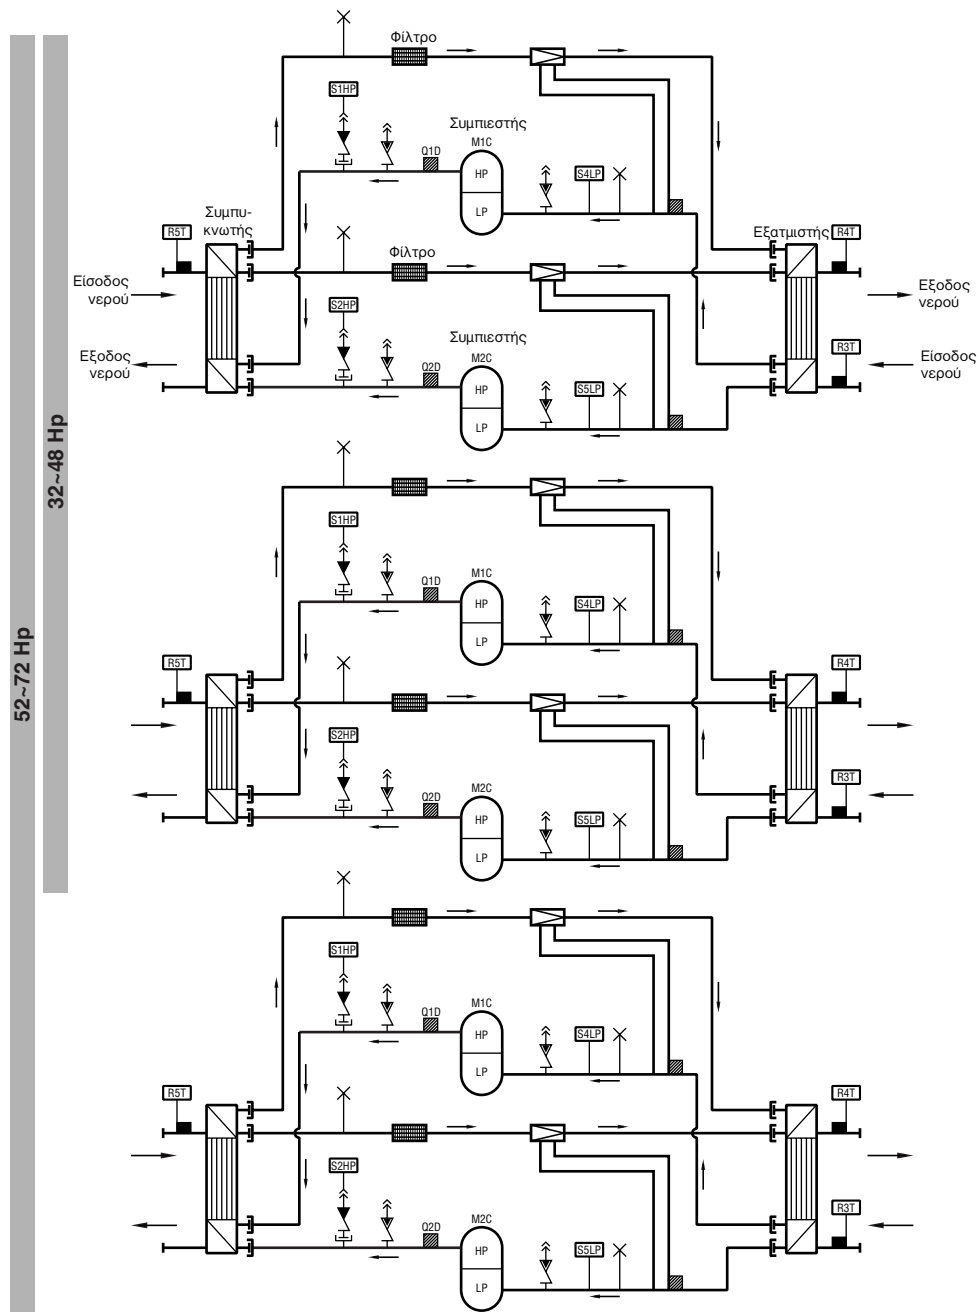 Φίλτρο
S1HP
Συμπιεστής
M1C
Q1D
HP
S4LP
LP
Συμπυ-
κνωτής
Εξατμιστής
R5T
R4T
Φίλτρο
Είσοδος
νερού
Εξοδος
νερού
S2HP
Συμπιεστής
M2C
Q2D
R3T
Εξοδος
νερού
Είσοδος
νερού
HP
S5LP
LP
32~48 Hp
52~72 Hp
S1HP
M1C
Q1D
HP
S4LP
LP
R5T
R4T
S2HP
M2C
Q2D
R3T
HP
S5LP
LP
S1HP
M1C
Q1D
HP
S4LP
LP
R5T
R4T
S2HP
M2C
Q2D
R3T
HP
S5LP
LP